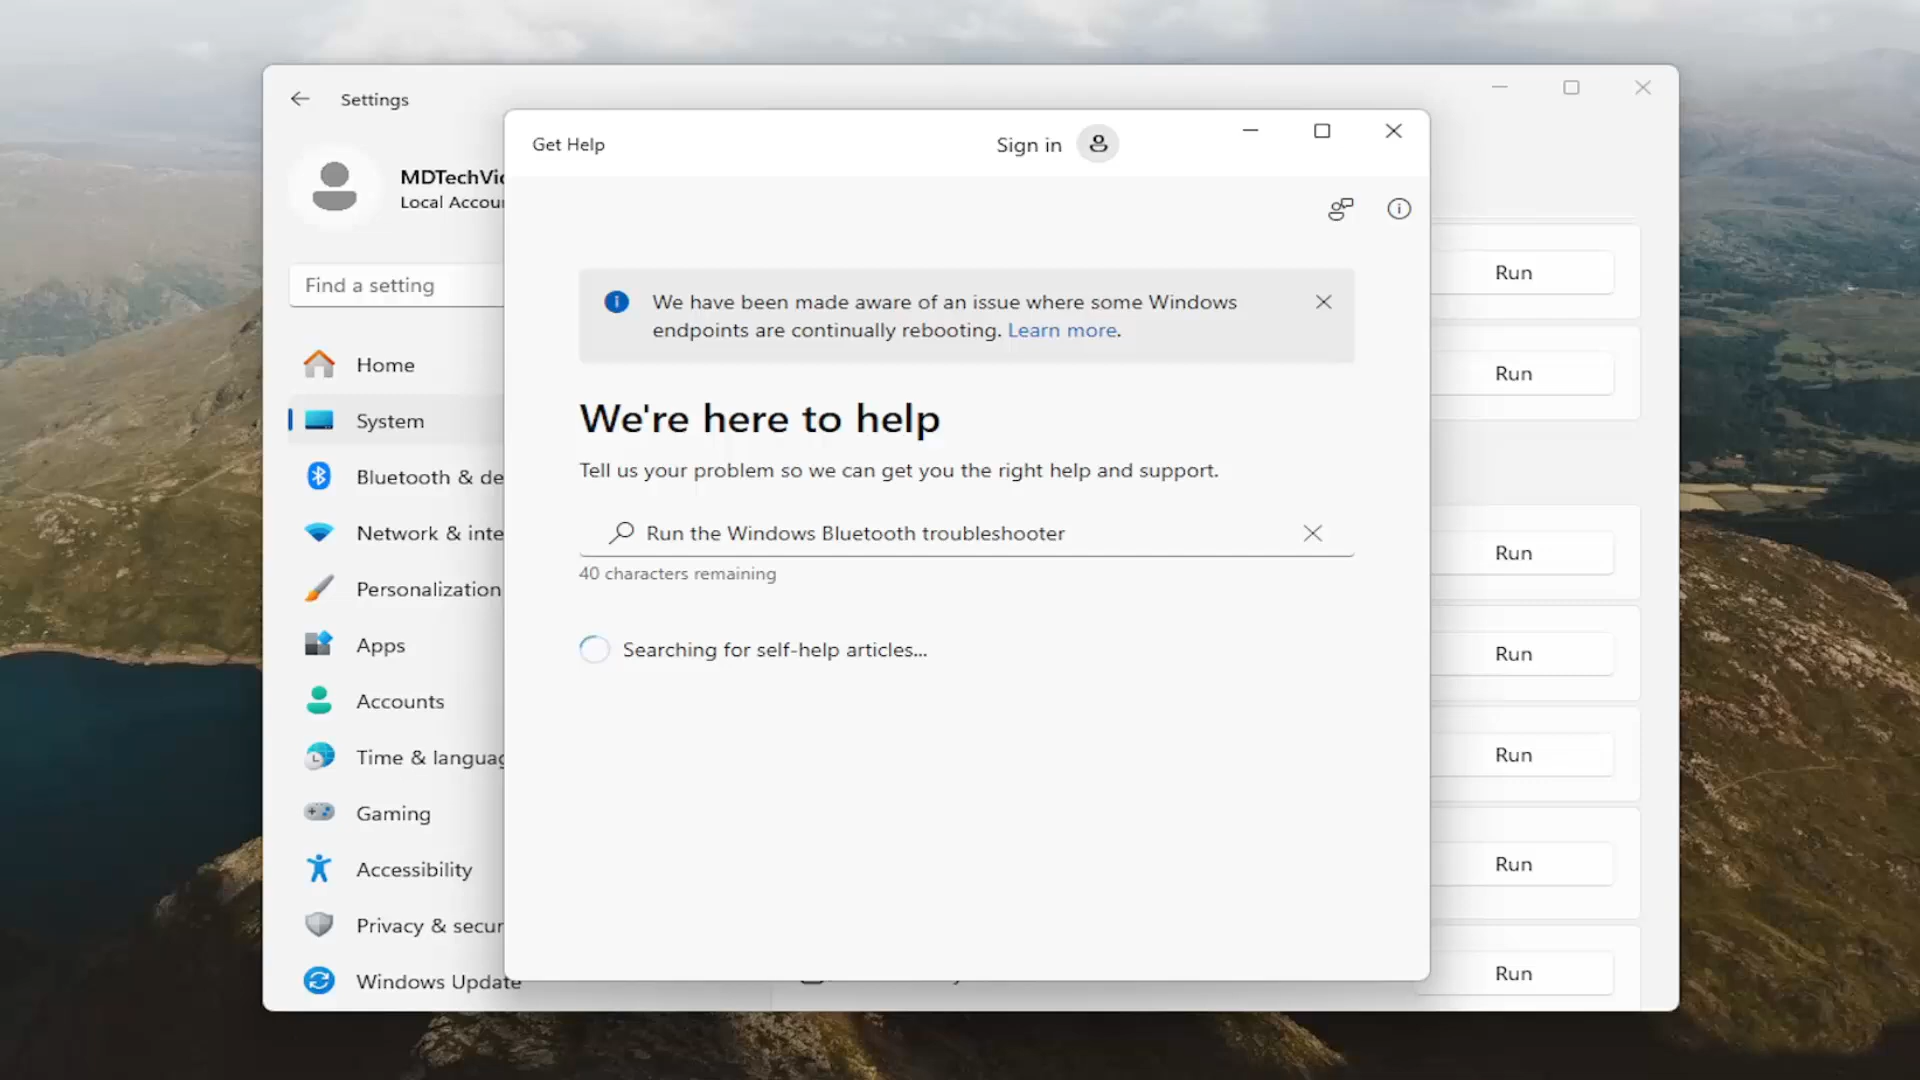 Settings
MDTechVid
Local Accoun
Find a setting
Home
System
Bluetooth & de
Network & inte
Personalization
Apps
Accounts
Time & languag
Gaming
Accessibility
Privacy & secur
Windows Update
Get Help
Sign in
We have been made aware of an issue where some Windows
endpoints are continually rebooting. Learn more.
We're here to help
Tell us your problem so we can get you the right help and support.
Run the Windows Bluetooth troubleshooter
40 characters remaining
Searching for self-help articles...
Run
Run
Run
Run
Run
Run
Run